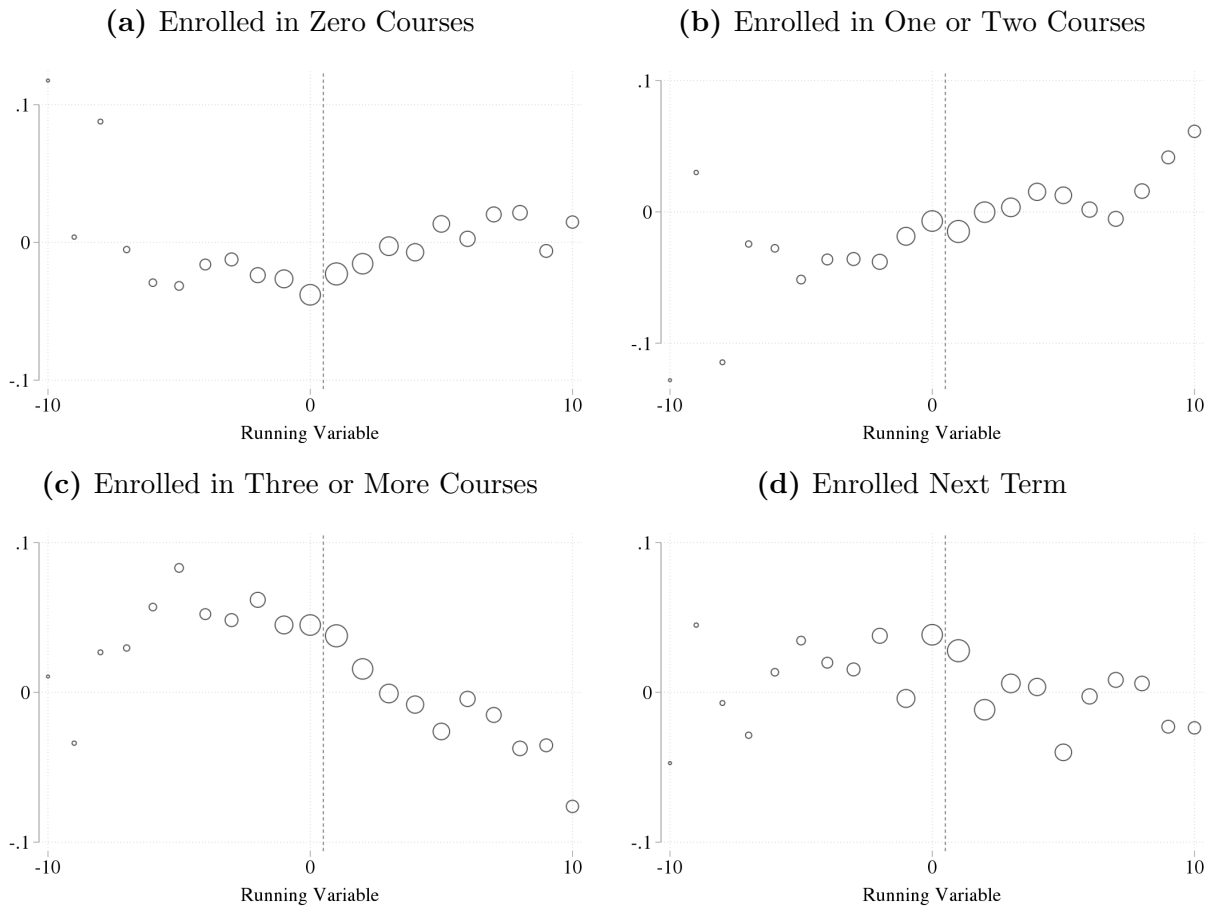 (a) Enrolled in Zero Courses
.1
0
-.1
-10 0 10
Running Variable
(b) Enrolled in One or Two Courses
.1
0
-.1
-10 0 10
Running Variable
(c) Enrolled in Three or More Courses
.1
0
-.1
-10 0 10
Running Variable
(d) Enrolled Next Term
.1
0
-.1
-10 0 10
Running Variable